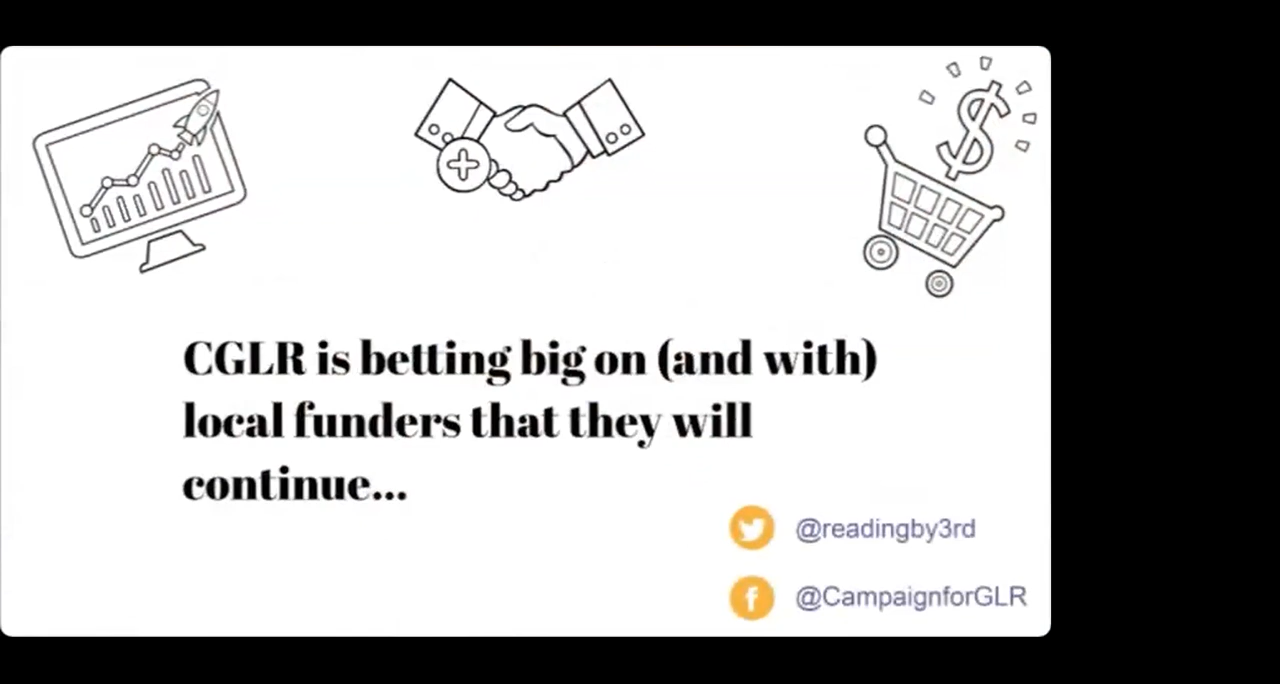 CGLR is betting big on (and with)
local funders that they will
continue...
@readingby3rd
@CampaignforGLR